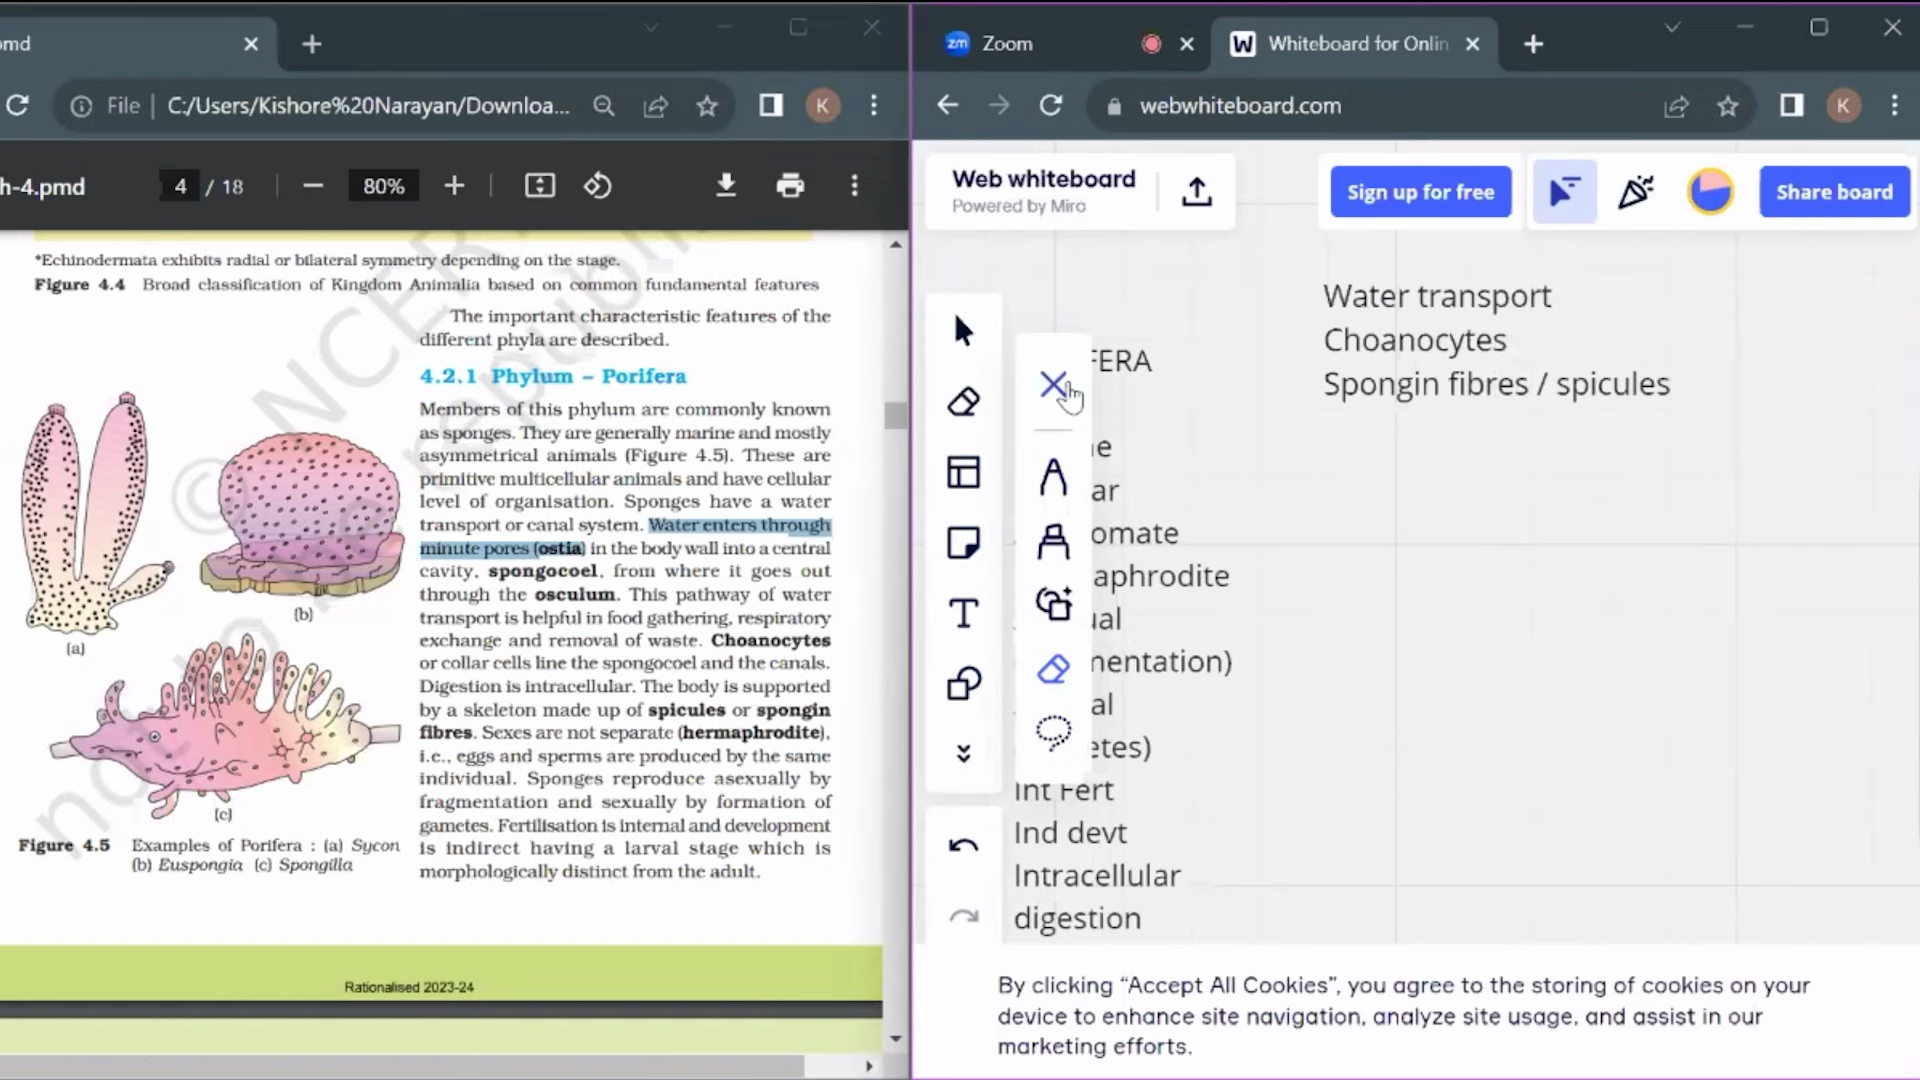 omd
Zoom
Whiteboard for Onlin
File
C:/Users/Kishore%20Narayan/Downloa...
K
webwhiteboard.com
K
h-4.pmd
4 / 18
80%
Web whiteboard
Powered by Miro
Sign up for free
Share board
*Echinodermata exhibits radial or bilateral symmetry depending on the stage.
Figure 4.4 Broad classification of Kingdom Animalia based on common fundamental features
The important characteristic features of the
different phyla are described.
4.2.1 Phylum – Porifera
Members of this phylum are commonly known
as sponges. They are generally marine and mostly
asymmetrical animals (Figure 4.5). These are
primitive multicellular animals and have cellular
level of organisation. Sponges have a water
transport or canal system. Water enters through
minute pores (ostia) in the body wall into a central
cavity, spongocoel, from where it goes out
through the osculum. This pathway of water
transport is helpful in food gathering, respiratory
exchange and removal of waste. Choanocytes
or collar cells line the spongocoel and the canals.
Digestion is intracellular. The body is supported
by a skeleton made up of spicules or spongin
fibres. Sexes are not separate (hermaphrodite),
i.e., eggs and sperms are produced by the same
individual. Sponges reproduce asexually by
fragmentation and sexually by formation of
gametes. Fertilisation is internal and development
is indirect having a larval stage which is
morphologically distinct from the adult.
(a)
(b)
(c)
Figure 4.5 Examples of Porifera : (a) Sycon
(b) Euspongia (c) Spongilla
Rationalised 2023-24
© NCERT
not to be republi
FERA
ne
ar
omate
aphrodite
ual
nentation)
al
etes)
Int Fert
Ind devt
Intracellular
digestion
Water transport
Choanocytes
Spongin fibres / spicules
By clicking “Accept All Cookies”, you agree to the storing of cookies on your
device to enhance site navigation, analyze site usage, and assist in our
marketing efforts.